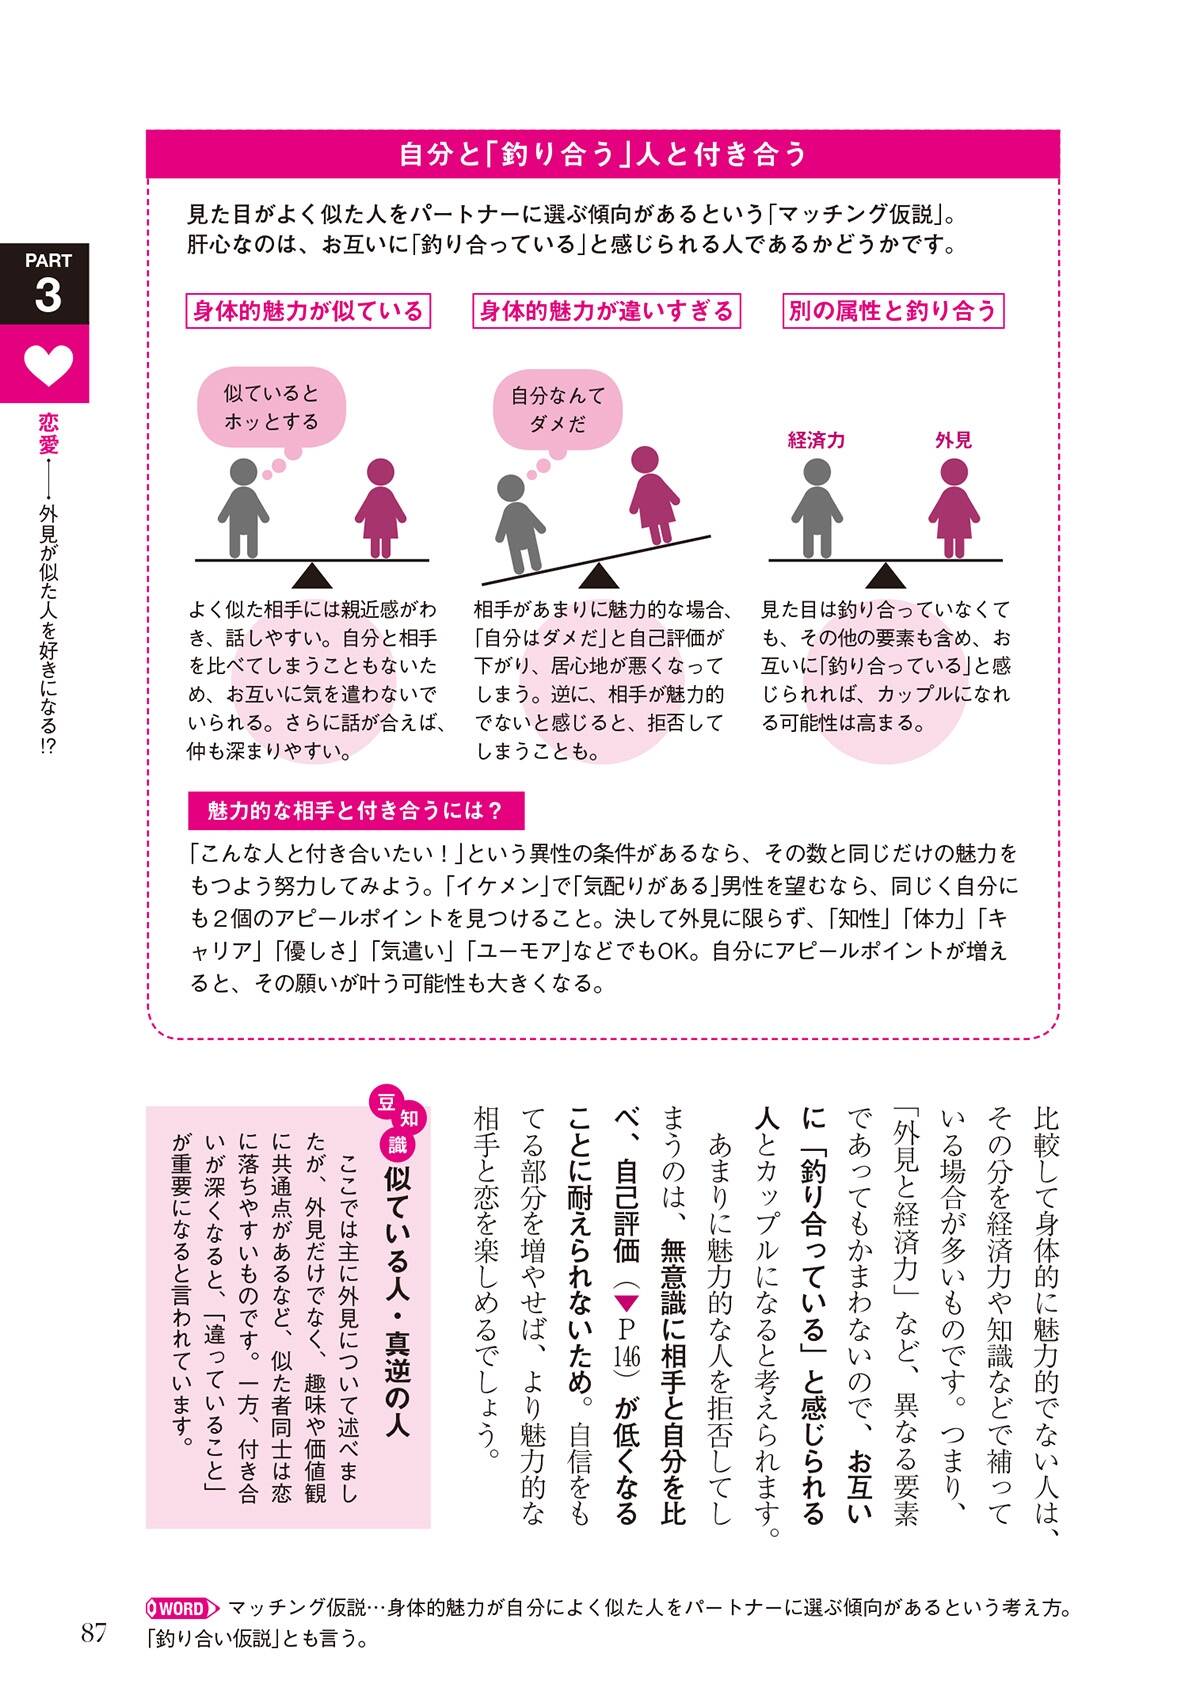 自分と「釣り合う」人と付き合う
見た目がよく似た人をパートナーに選ぶ傾向があるという「マッチング仮説」。
肝心なのは、お互いに「釣り合っている」と感じられる人であるかどうかです。
身体的魅力が似ている
似ていると
ホッとする
よく似た相手には親近感がわ
き、話しやすい。自分と相手
を比べてしまうこともないた
め、お互いに気を遣わないで
いられる。さらに話が合えば、
仲も深まりやすい。
身体的魅力が違いすぎる
自分なんて
ダメだ
相手があまりに魅力的な場合、
「自分はダメだ」と自己評価が
下がり、居心地が悪くなって
しまう。逆に、相手が魅力的
でないと感じると、拒否して
しまうことも。
別の属性と釣り合う
経済力
外見
見た目は釣り合っていなくて
も、その他の要素も含め、お
互いに「釣り合っている」と感
じられれば、カップルになれ
る可能性は高まる。
魅力的な相手と付き合うには？
「こんな人と付き合いたい！」という異性の条件があるなら、その数と同じだけの魅力を
もつよう努力してみよう。「イケメン」で「気配りがある」男性を望むなら、同じく自分に
も２個のアピールポイントを見つけること。決して外見に限らず、「知性」「体力」「キ
ャリア」「優しさ」「気遣い」「ユーモア」などでもOK。自分にアピールポイントが増え
ると、その願いが叶う可能性も大きくなる。
PART
3
恋愛――外見が似た人を好きになる!?
比較して身体的に魅力的でない人は、
その分を経済力や知識などで補って
いる場合が多いものです。つまり、
「外見と経済力」など、異なる要素
であってもかまわないので、お互い
に「釣り合っている」と感じられる
人とカップルになると考えられます。
あまりに魅力的な人を拒否してし
まうのは、無意識に相手と自分を比
べ、自己評価（▼P146）が低くなる
ことに耐えられないため。自信をも
てる部分を増やせば、より魅力的な
相手と恋を楽しめるでしょう。
豆知識
似ている人・真逆の人
ここでは主に外見について述べまし
たが、外見だけでなく、趣味や価値観
に共通点があるなど、似た者同士は恋
に落ちやすいものです。一方、付き合
いが深くなると、「違っていること」
が重要になると言われています。
WORD マッチング仮説…身体的魅力が自分によく似た人をパートナーに選ぶ傾向があるという考え方。
「釣り合い仮説」とも言う。
87